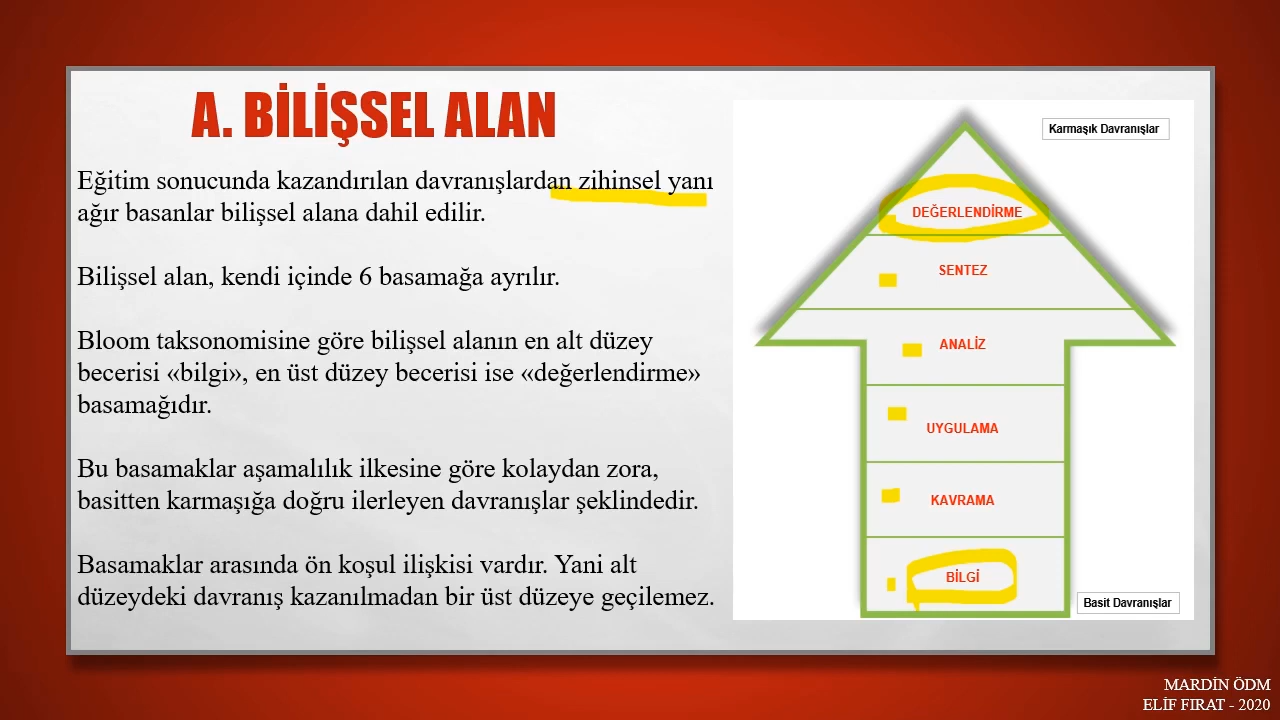 A. BİLİŞSEL ALAN
Eğitim sonucunda kazandırılan davranışlardan zihinsel yanı
ağır basanlar bilişsel alana dahil edilir.
Bilişsel alan, kendi içinde 6 basamağa ayrılır.
Bloom taksonomisine göre bilişsel alanın en alt düzey
becerisi «bilgi», en üst düzey becerisi ise «değerlendirme»
basamağıdır.
Bu basamaklar aşamalılık ilkesine göre kolaydan zora,
basitten karmaşığa doğru ilerleyen davranışlar şeklindedir.
Basamaklar arasında ön koşul ilişkisi vardır. Yani alt
düzeydeki davranış kazanılmadan bir üst düzeye geçilemez.
Karmaşık Davranışlar
DEĞERLENDİRME
SENTEZ
ANALİZ
UYGULAMA
KAVRAMA
BİLGİ
Basit Davranışlar
MARDİN ÖDM
ELİF FIRAT - 2020